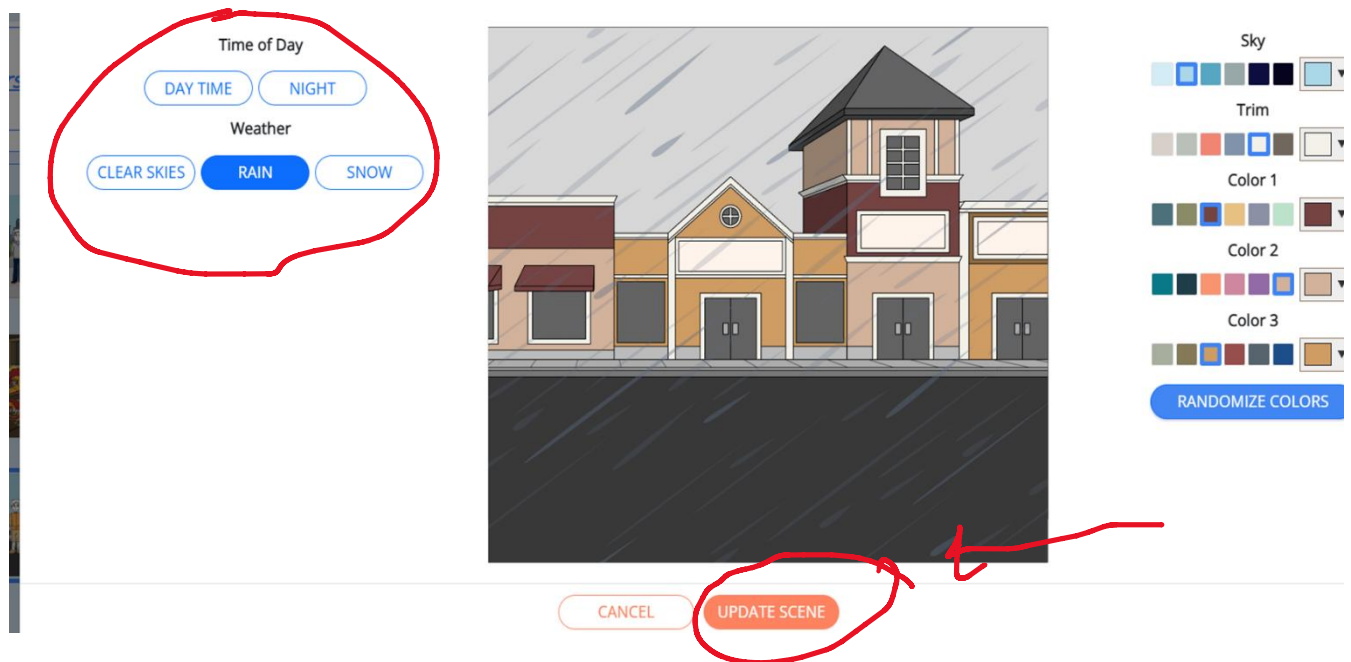 Time of Day
DAY TIME NIGHT
Weather
CLEAR SKIES RAIN SNOW
Sky
Trim
Color 1
Color 2
Color 3
RANDOMIZE COLORS
CANCEL UPDATE SCENE